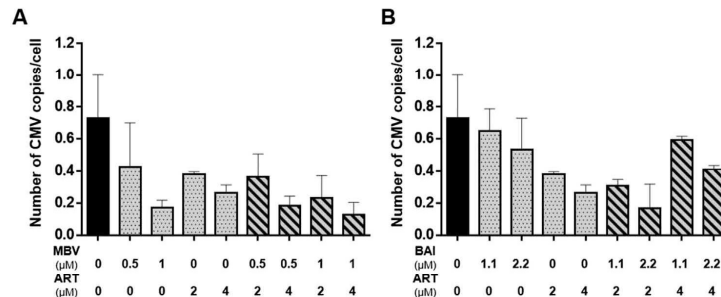 A
Number of CMV copies/cell
1.2
1.0
0.8
0.6
0.4
0.2
0.0
MBV
(µM) 0 0.5 1 0 0 0.5 0.5 1 1
ART
(µM) 0 0 0 2 4 2 4 2 4
B
Number of CMV copies/cell
1.2
1.0
0.8
0.6
0.4
0.2
0.0
BAI
(µM) 0 1.1 2.2 0 0 1.1 2.2 1.1 2.2
ART
(µM) 0 0 0 2 4 2 2 4 4